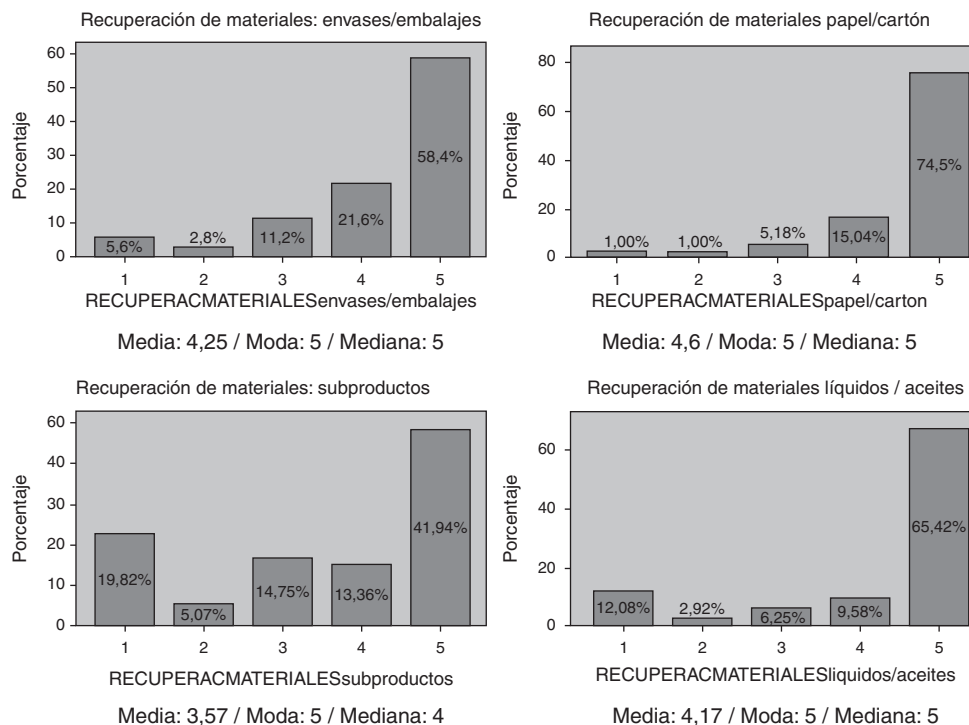 Recuperación de materiales: envases/embalajes
60
50
40
30
20
10
0
Porcentaje
5,6%
2,8%
11,2%
21,6%
58,4%
1 2 3 4 5
RECUPERACMATERIALESenvases/embalajes
Media: 4,25 / Moda: 5 / Mediana: 5
Recuperación de materiales papel/cartón
80
60
40
20
0
Porcentaje
1,00%
1,00%
5,18%
15,04%
74,5%
1 2 3 4 5
RECUPERACMATERIALESpapel/carton
Media: 4,6 / Moda: 5 / Mediana: 5
Recuperación de materiales: subproductos
60
50
40
30
20
10
0
Porcentaje
19,82%
5,07%
14,75%
13,36%
41,94%
1 2 3 4 5
RECUPERACMATERIALESsubproductos
Media: 3,57 / Moda: 5 / Mediana: 4
Recuperación de materiales líquidos / aceites
60
40
20
0
Porcentaje
12,08%
2,92%
6,25%
9,58%
65,42%
1 2 3 4 5
RECUPERACMATERIALESliquidos/aceites
Media: 4,17 / Moda: 5 / Mediana: 5